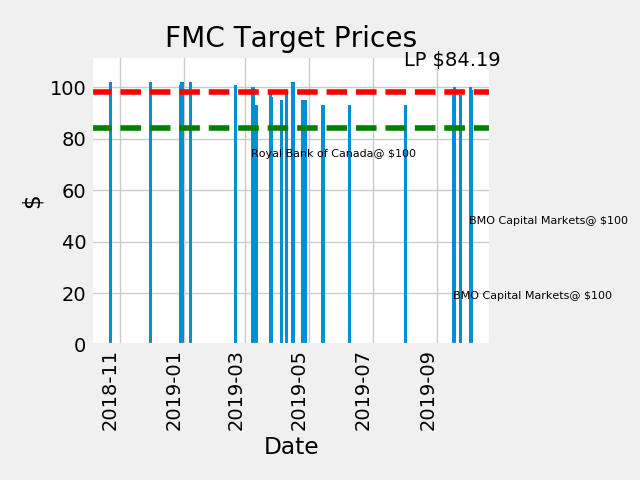 FMC Target Prices
LP $84.19
100
80
60
40
20
0
$
Royal Bank of Canada@ $100
BMO Capital Markets@ $100
BMO Capital Markets@ $100
2018-11
2019-01
2019-03
2019-05
2019-07
2019-09
Date